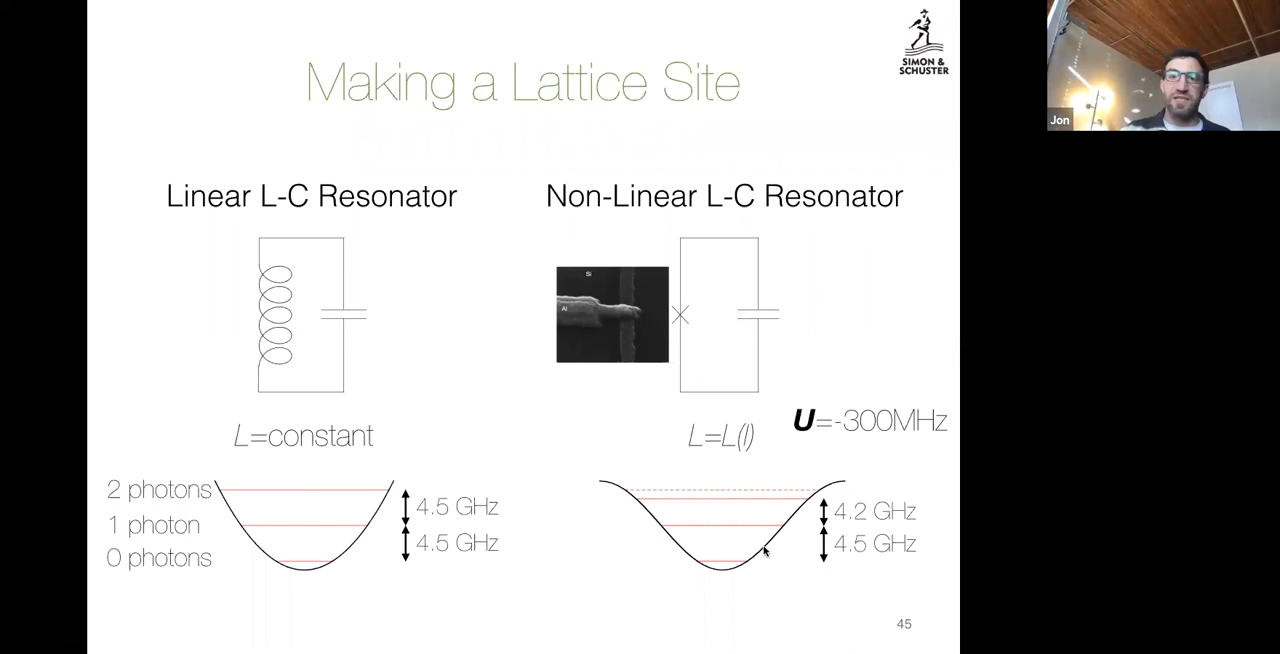 SIMON &
SCHUSTER
Making a Lattice Site
Jon
Linear L-C Resonator
Non-Linear L-C Resonator
Si
Al
L=constant
L=L(I)
U=-300MHz
2 photons
4.5 GHz
4.2 GHz
1 photon
4.5 GHz
4.5 GHz
0 photons
45